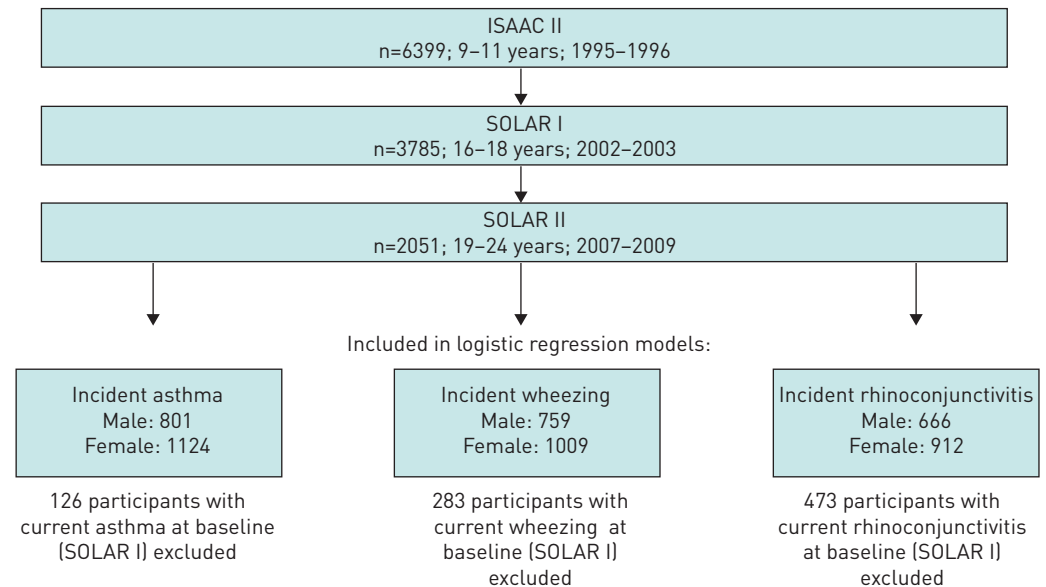 ISAAC II
n=6399; 9–11 years; 1995–1996
SOLAR I
n=3785; 16–18 years; 2002–2003
SOLAR II
n=2051; 19–24 years; 2007–2009
Included in logistic regression models:
Incident asthma
Male: 801
Female: 1124
126 participants with
current asthma at baseline
(SOLAR I) excluded
Incident wheezing
Male: 759
Female: 1009
283 participants with
current wheezing at
baseline (SOLAR I)
excluded
Incident rhinoconjunctivitis
Male: 666
Female: 912
473 participants with
current rhinoconjunctivitis
at baseline (SOLAR I)
excluded